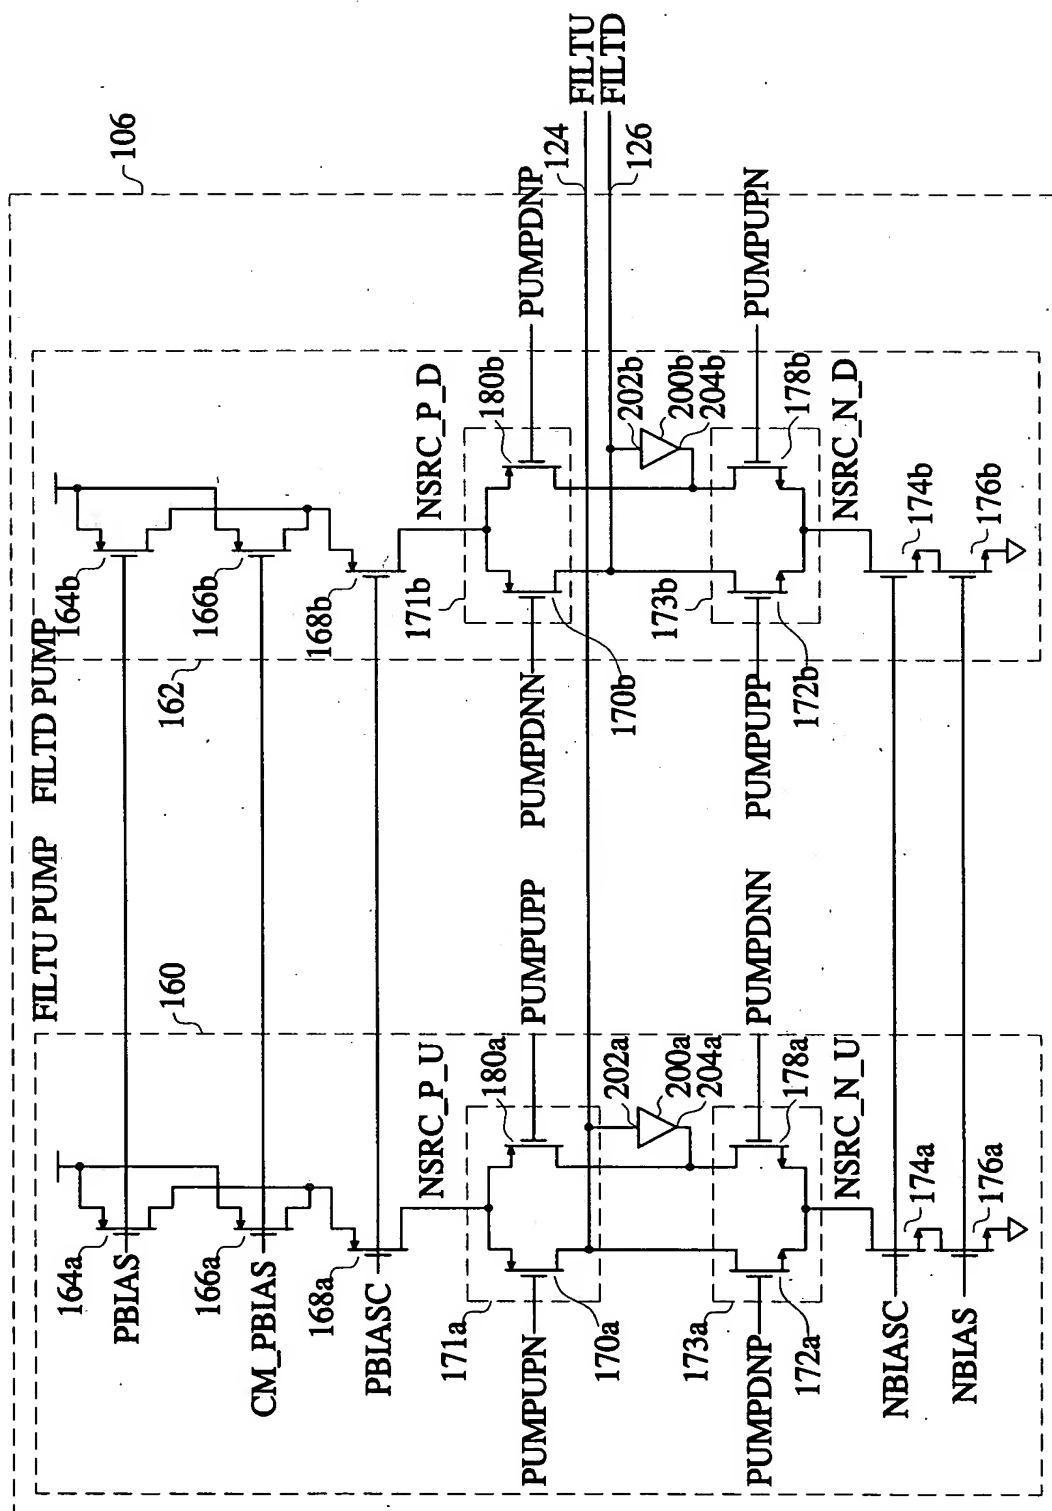 106
FILTU PUMP
FILTD PUMP
160
162
164a
PBIAS
166a
CM_PBIAS
168a
PBIASC
NSRC_P_U
171a
180a
PUMPUPN
170a
PUMPUPP
202a
200a
204a
173a
PUMPDNP
172a
PUMPDNN
178a
NSRC_N_U
NBIASC
174a
NBIAS
176a
164b
166b
168b
NSRC_P_D
171b
180b
PUMPDNN
170b
PUMPDNP
124
FILTU
FILTD
126
202b
200b
204b
173b
PUMPUPP
172b
PUMPUPN
178b
NSRC_N_D
174b
176b